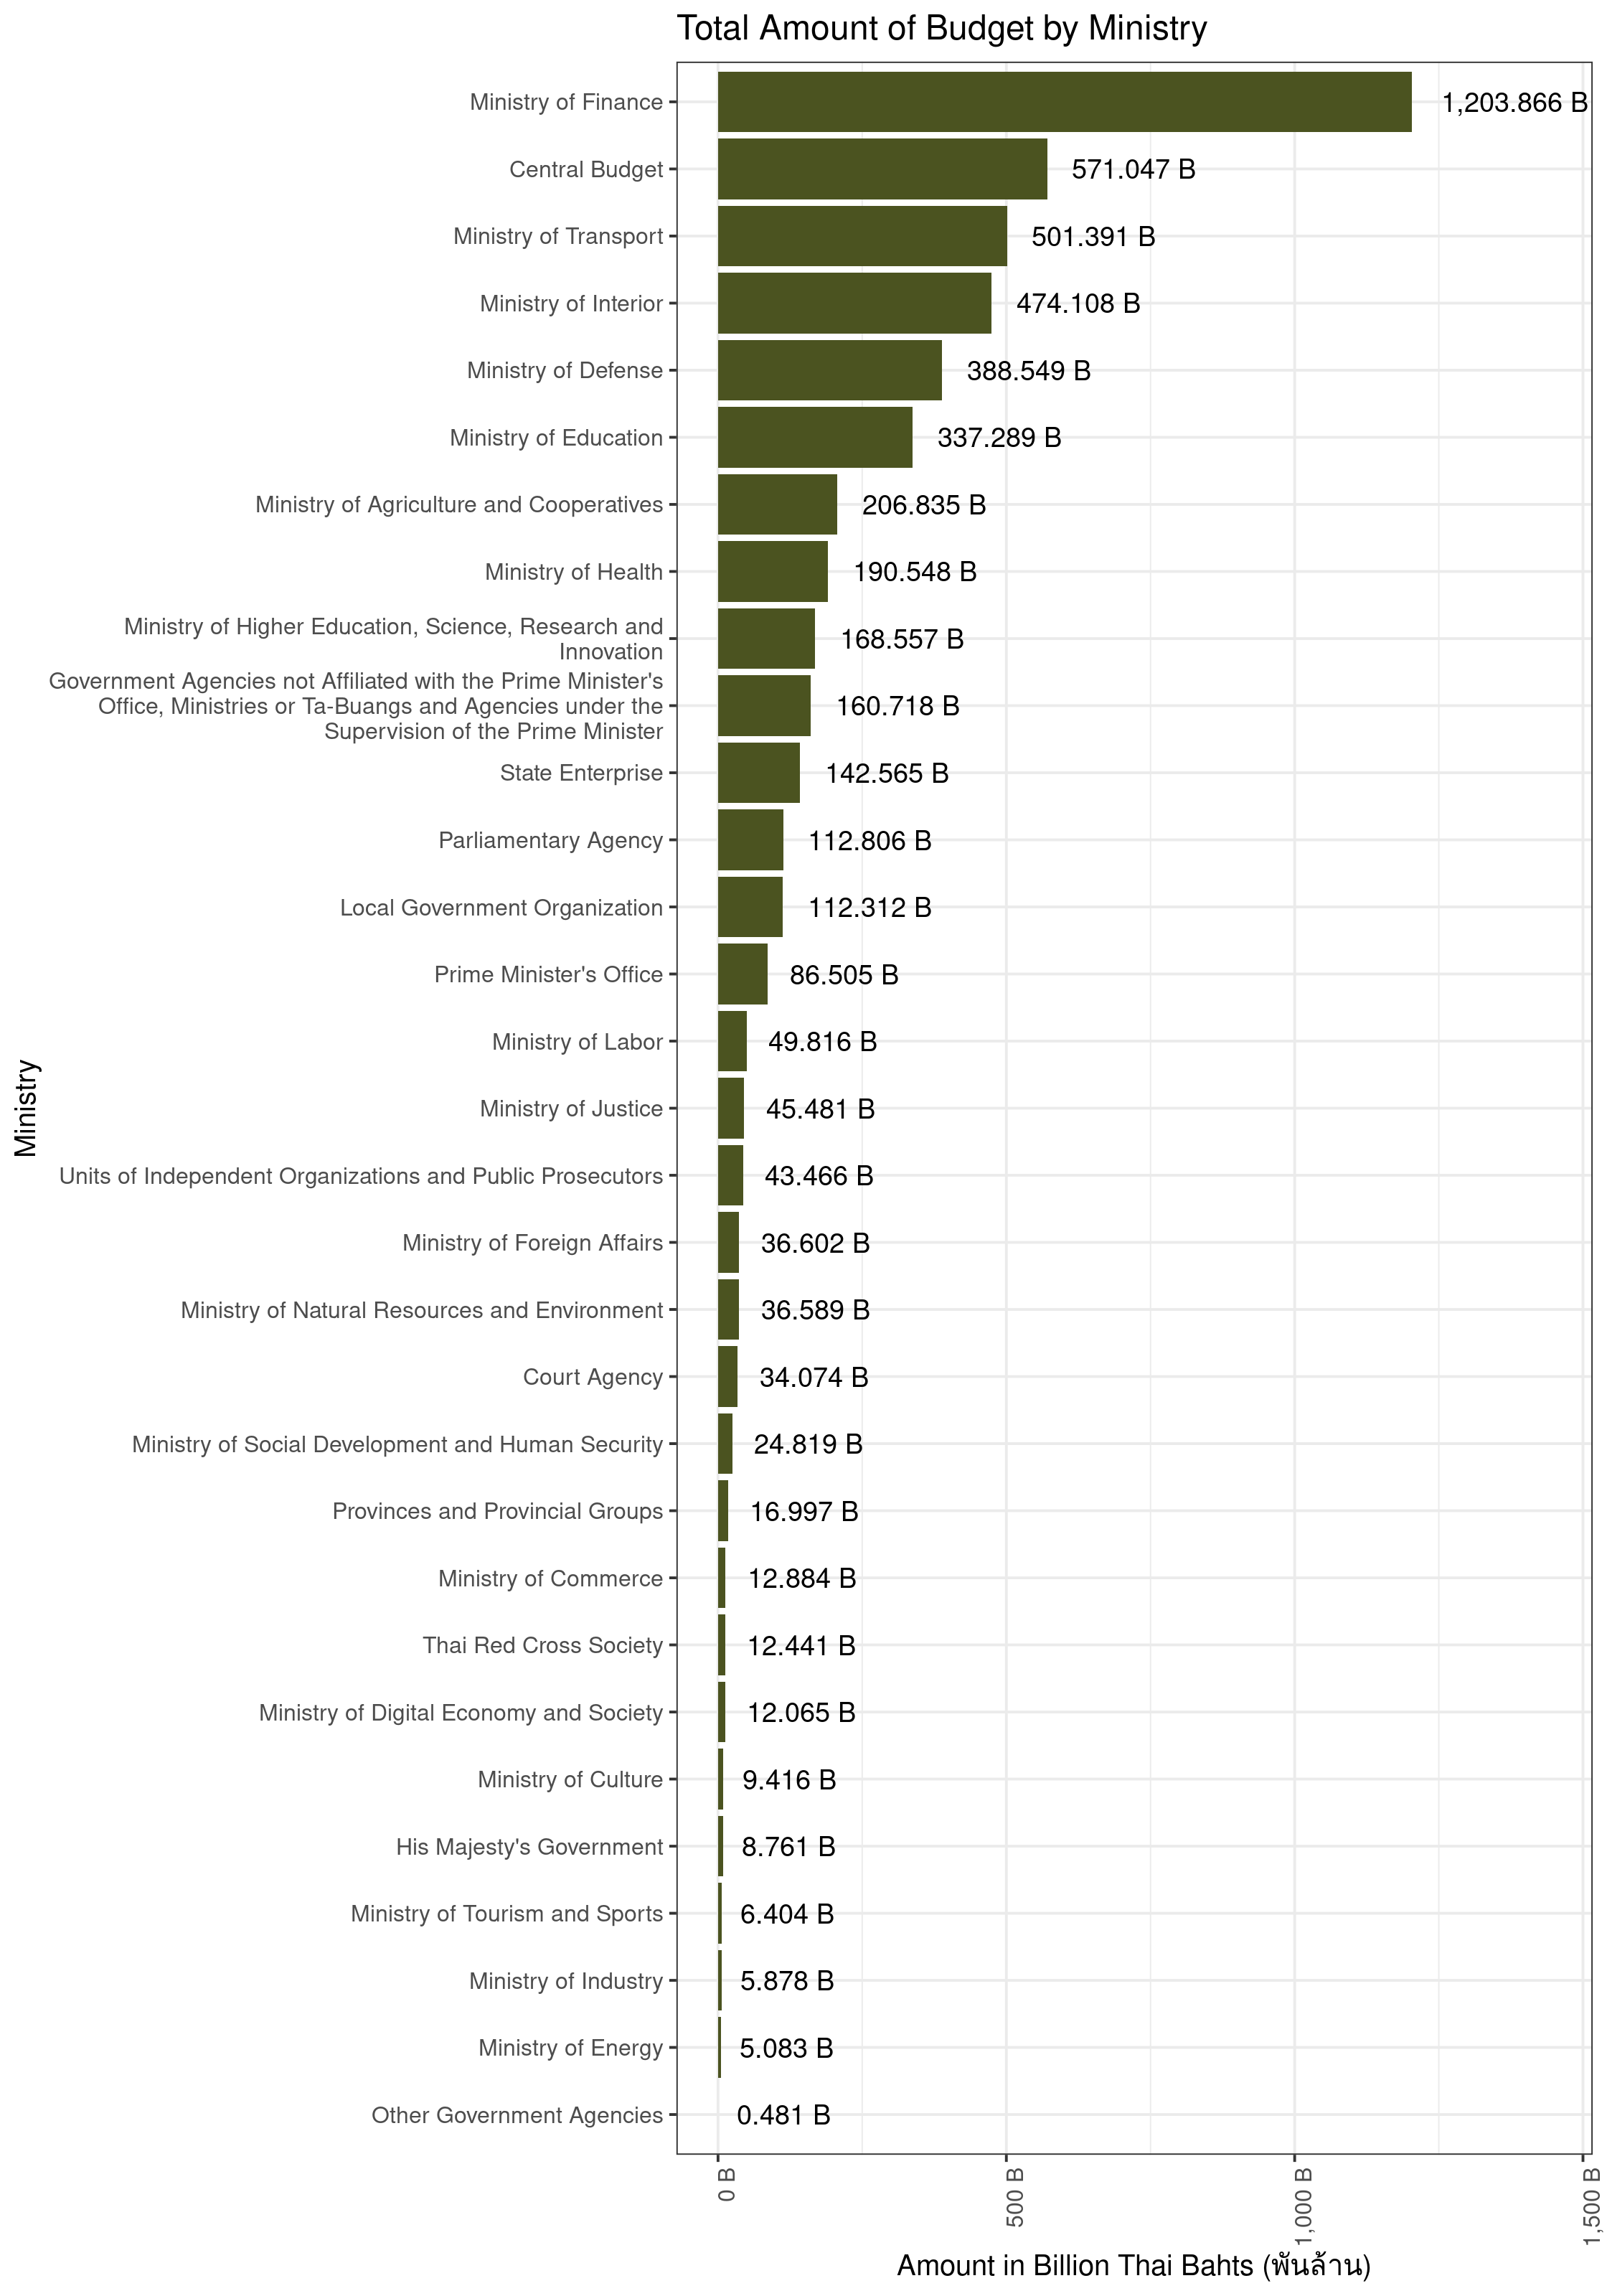 Total Amount of Budget by Ministry
Ministry of Finance 1,203.866 B
Central Budget 571.047 B
Ministry of Transport 501.391 B
Ministry of Interior 474.108 B
Ministry of Defense 388.549 B
Ministry of Education 337.289 B
Ministry of Agriculture and Cooperatives 206.835 B
Ministry of Health 190.548 B
Ministry of Higher Education, Science, Research and
Innovation
168.557 B
Government Agencies not Affiliated with the Prime Minister's
Office, Ministries or Ta-Buangs and Agencies under the
Supervision of the Prime Minister
160.718 B
State Enterprise 142.565 B
Parliamentary Agency 112.806 B
Local Government Organization 112.312 B
Prime Minister's Office 86.505 B
Ministry of Labor 49.816 B
Ministry of Justice 45.481 B
Units of Independent Organizations and Public Prosecutors 43.466 B
Ministry of Foreign Affairs 36.602 B
Ministry of Natural Resources and Environment 36.589 B
Court Agency 34.074 B
Ministry of Social Development and Human Security 24.819 B
Provinces and Provincial Groups 16.997 B
Ministry of Commerce 12.884 B
Thai Red Cross Society 12.441 B
Ministry of Digital Economy and Society 12.065 B
Ministry of Culture 9.416 B
His Majesty's Government 8.761 B
Ministry of Tourism and Sports 6.404 B
Ministry of Industry 5.878 B
Ministry of Energy 5.083 B
Other Government Agencies 0.481 B
Ministry
0 B
500 B
1,000 B
1,500 B
Amount in Billion Thai Bahts (พันล้าน)